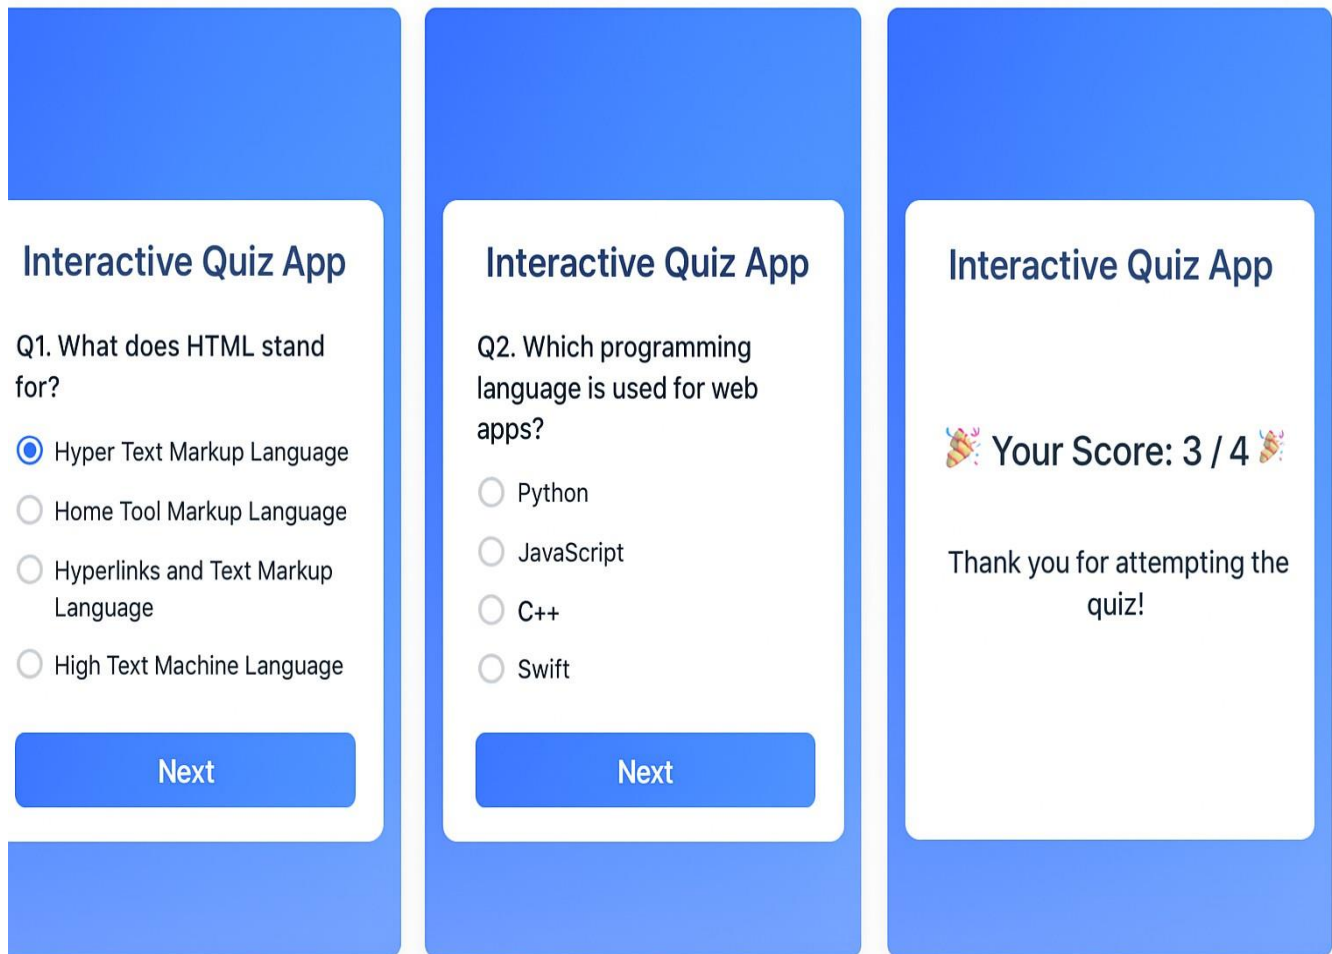 Interactive Quiz App
Q1. What does HTML stand
for?
Hyper Text Markup Language
Home Tool Markup Language
Hyperlinks and Text Markup
Language
High Text Machine Language
Next
Interactive Quiz App
Q2. Which programming
language is used for web
apps?
Python
JavaScript
C++
Swift
Next
Interactive Quiz App
🎉 Your Score: 3 / 4 🎉
Thank you for attempting the
quiz!